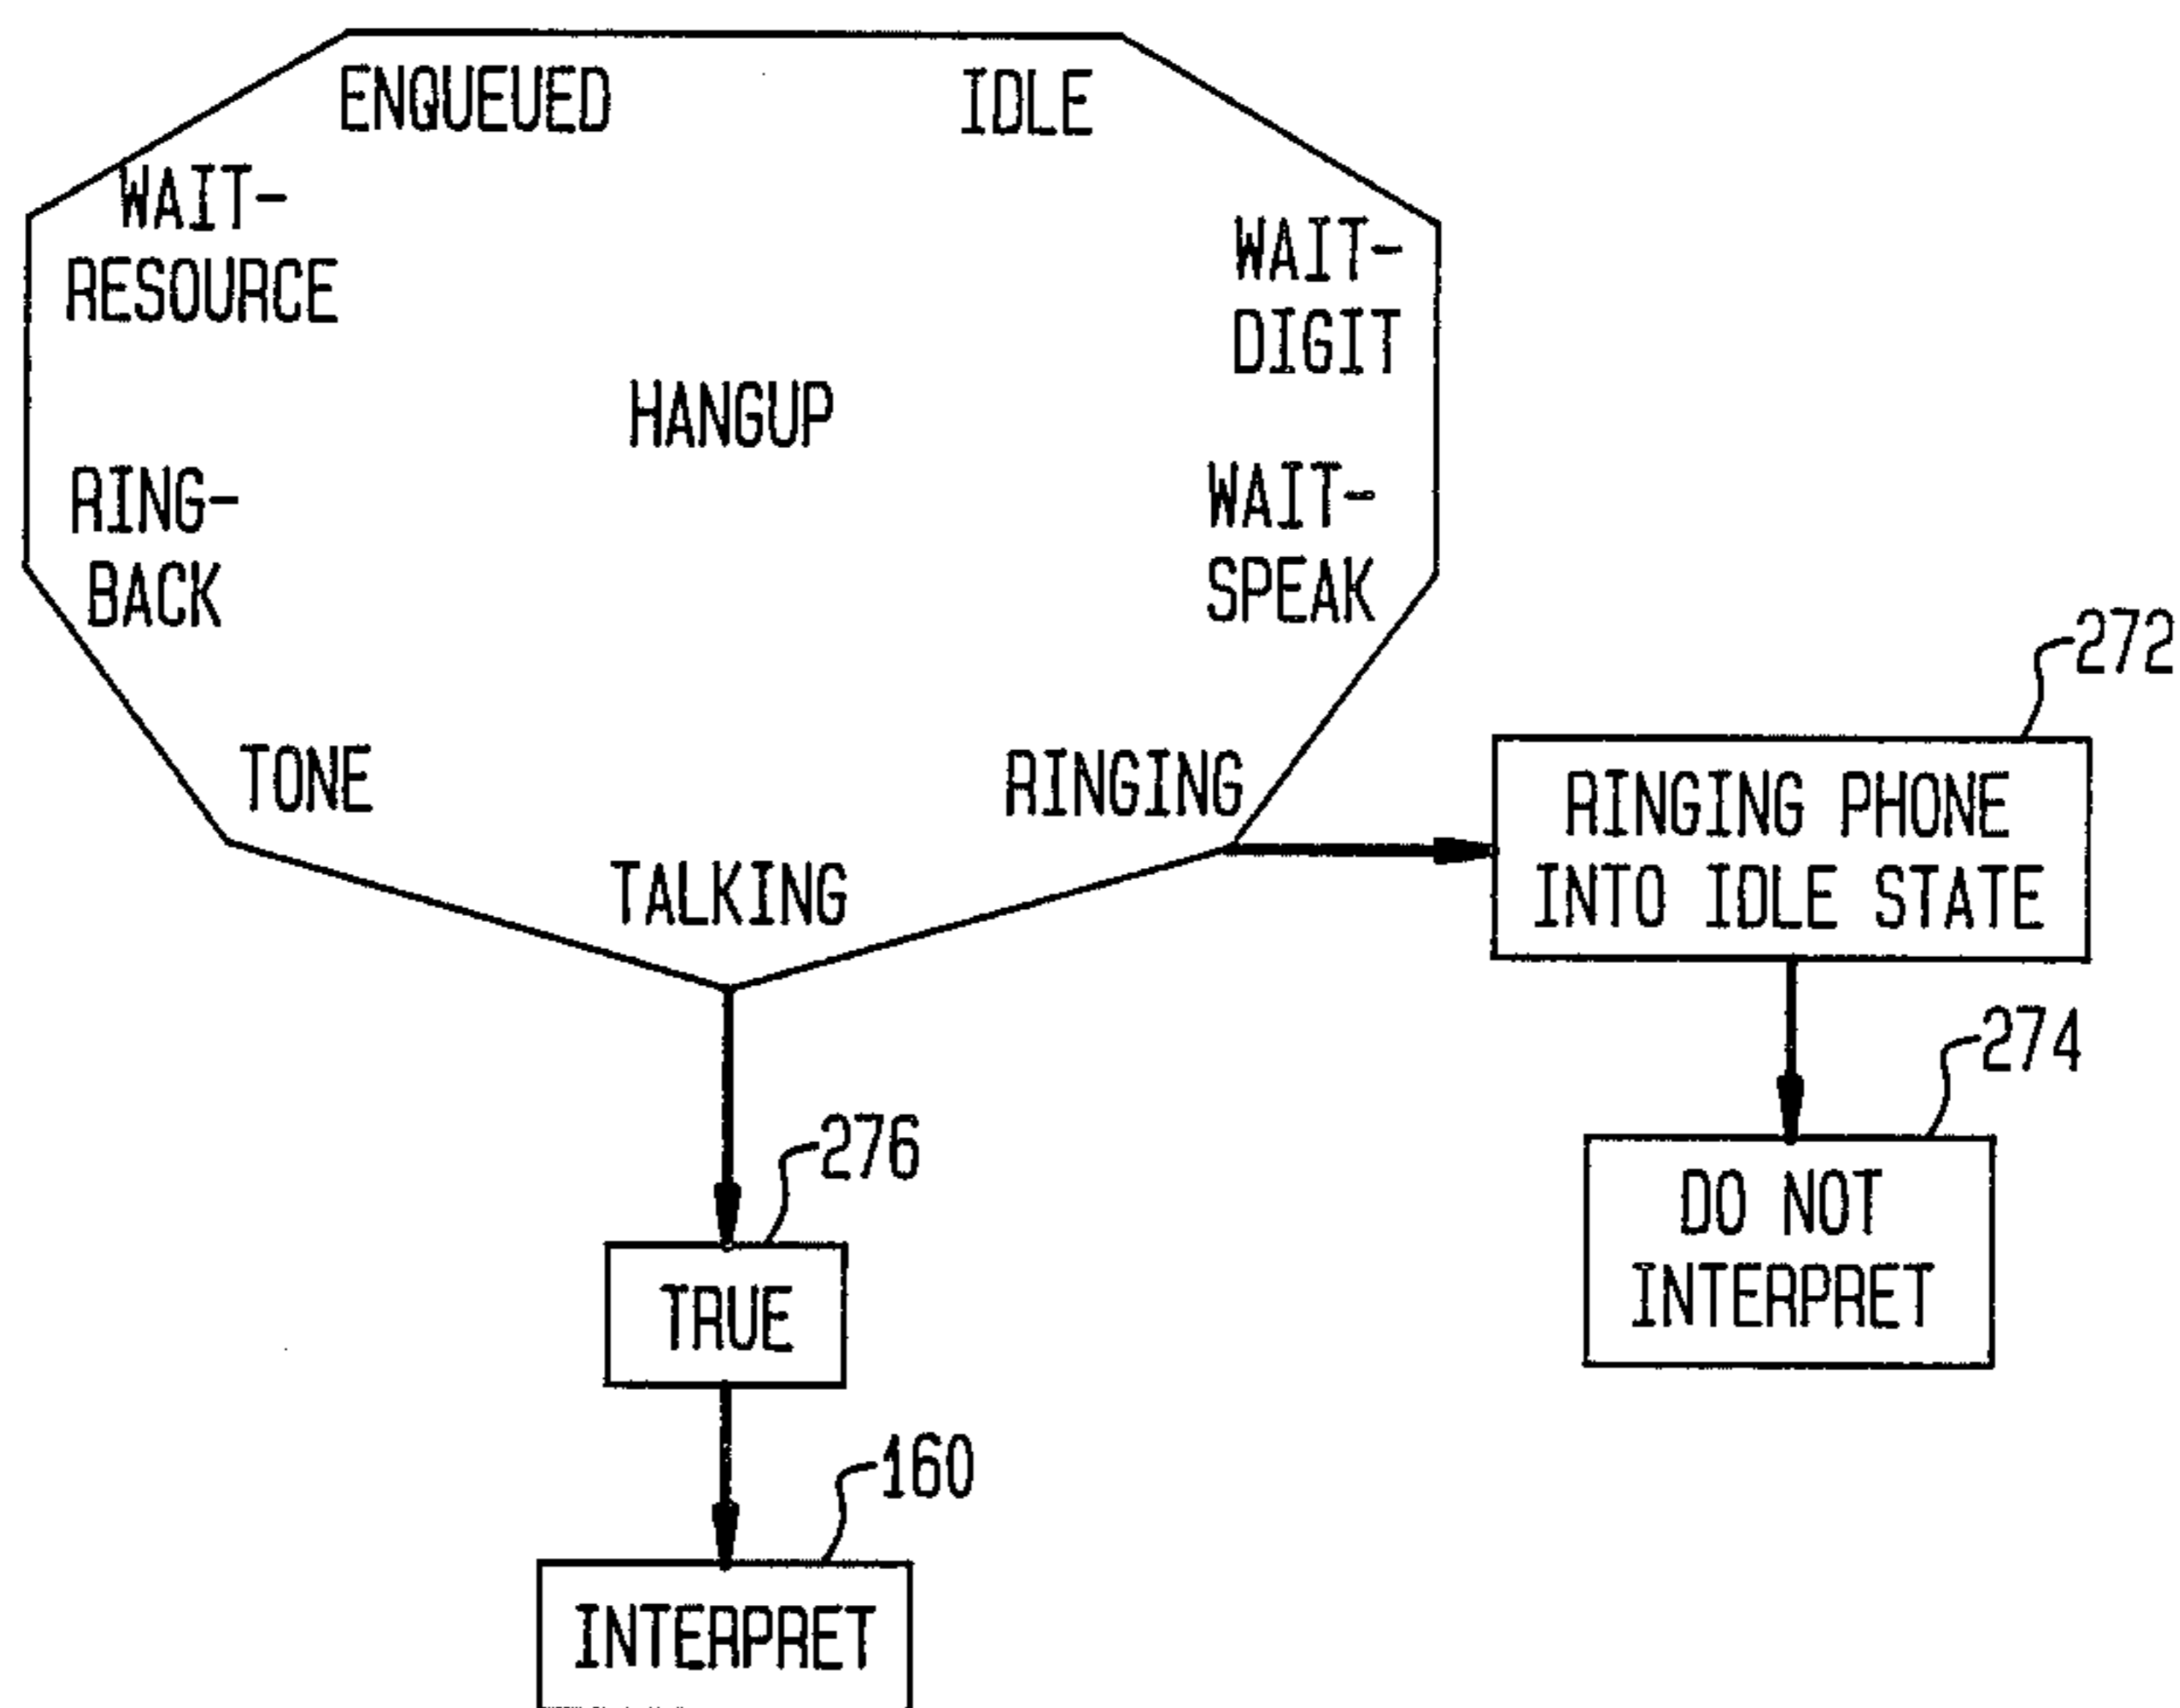 ENQUEUED
IDLE
WAIT-
RESOURCE
WAIT-
DIGIT
HANGUP
RING-
BACK
WAIT-
SPEAK
TONE
RINGING
TALKING
272
RINGING PHONE
INTO IDLE STATE
274
DO NOT
INTERPRET
276
TRUE
160
INTERPRET